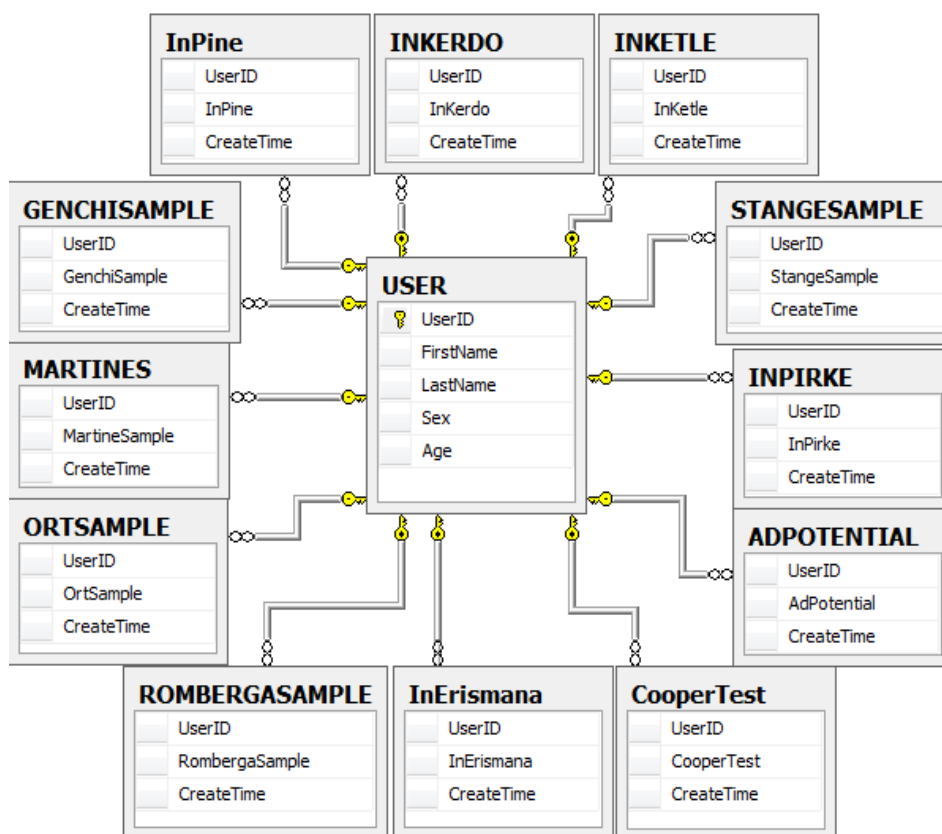 InPine
UserID
InPine
CreateTime
INKERDO
UserID
InKerdo
CreateTime
INKETLE
UserID
InKetle
CreateTime
GENCHISAMPLE
UserID
GenchiSample
CreateTime
STANGESAMPLE
UserID
StangeSample
CreateTime
USER
UserID
FirstName
LastName
Sex
Age
MARTINES
UserID
MartineSample
CreateTime
INPIRKE
UserID
InPirke
CreateTime
ORTSAMPLE
UserID
OrtSample
CreateTime
ADPOTENTIAL
UserID
AdPotential
CreateTime
ROMBERGASAMPLE
UserID
RombergaSample
CreateTime
InErismana
UserID
InErismana
CreateTime
CooperTest
UserID
CooperTest
CreateTime